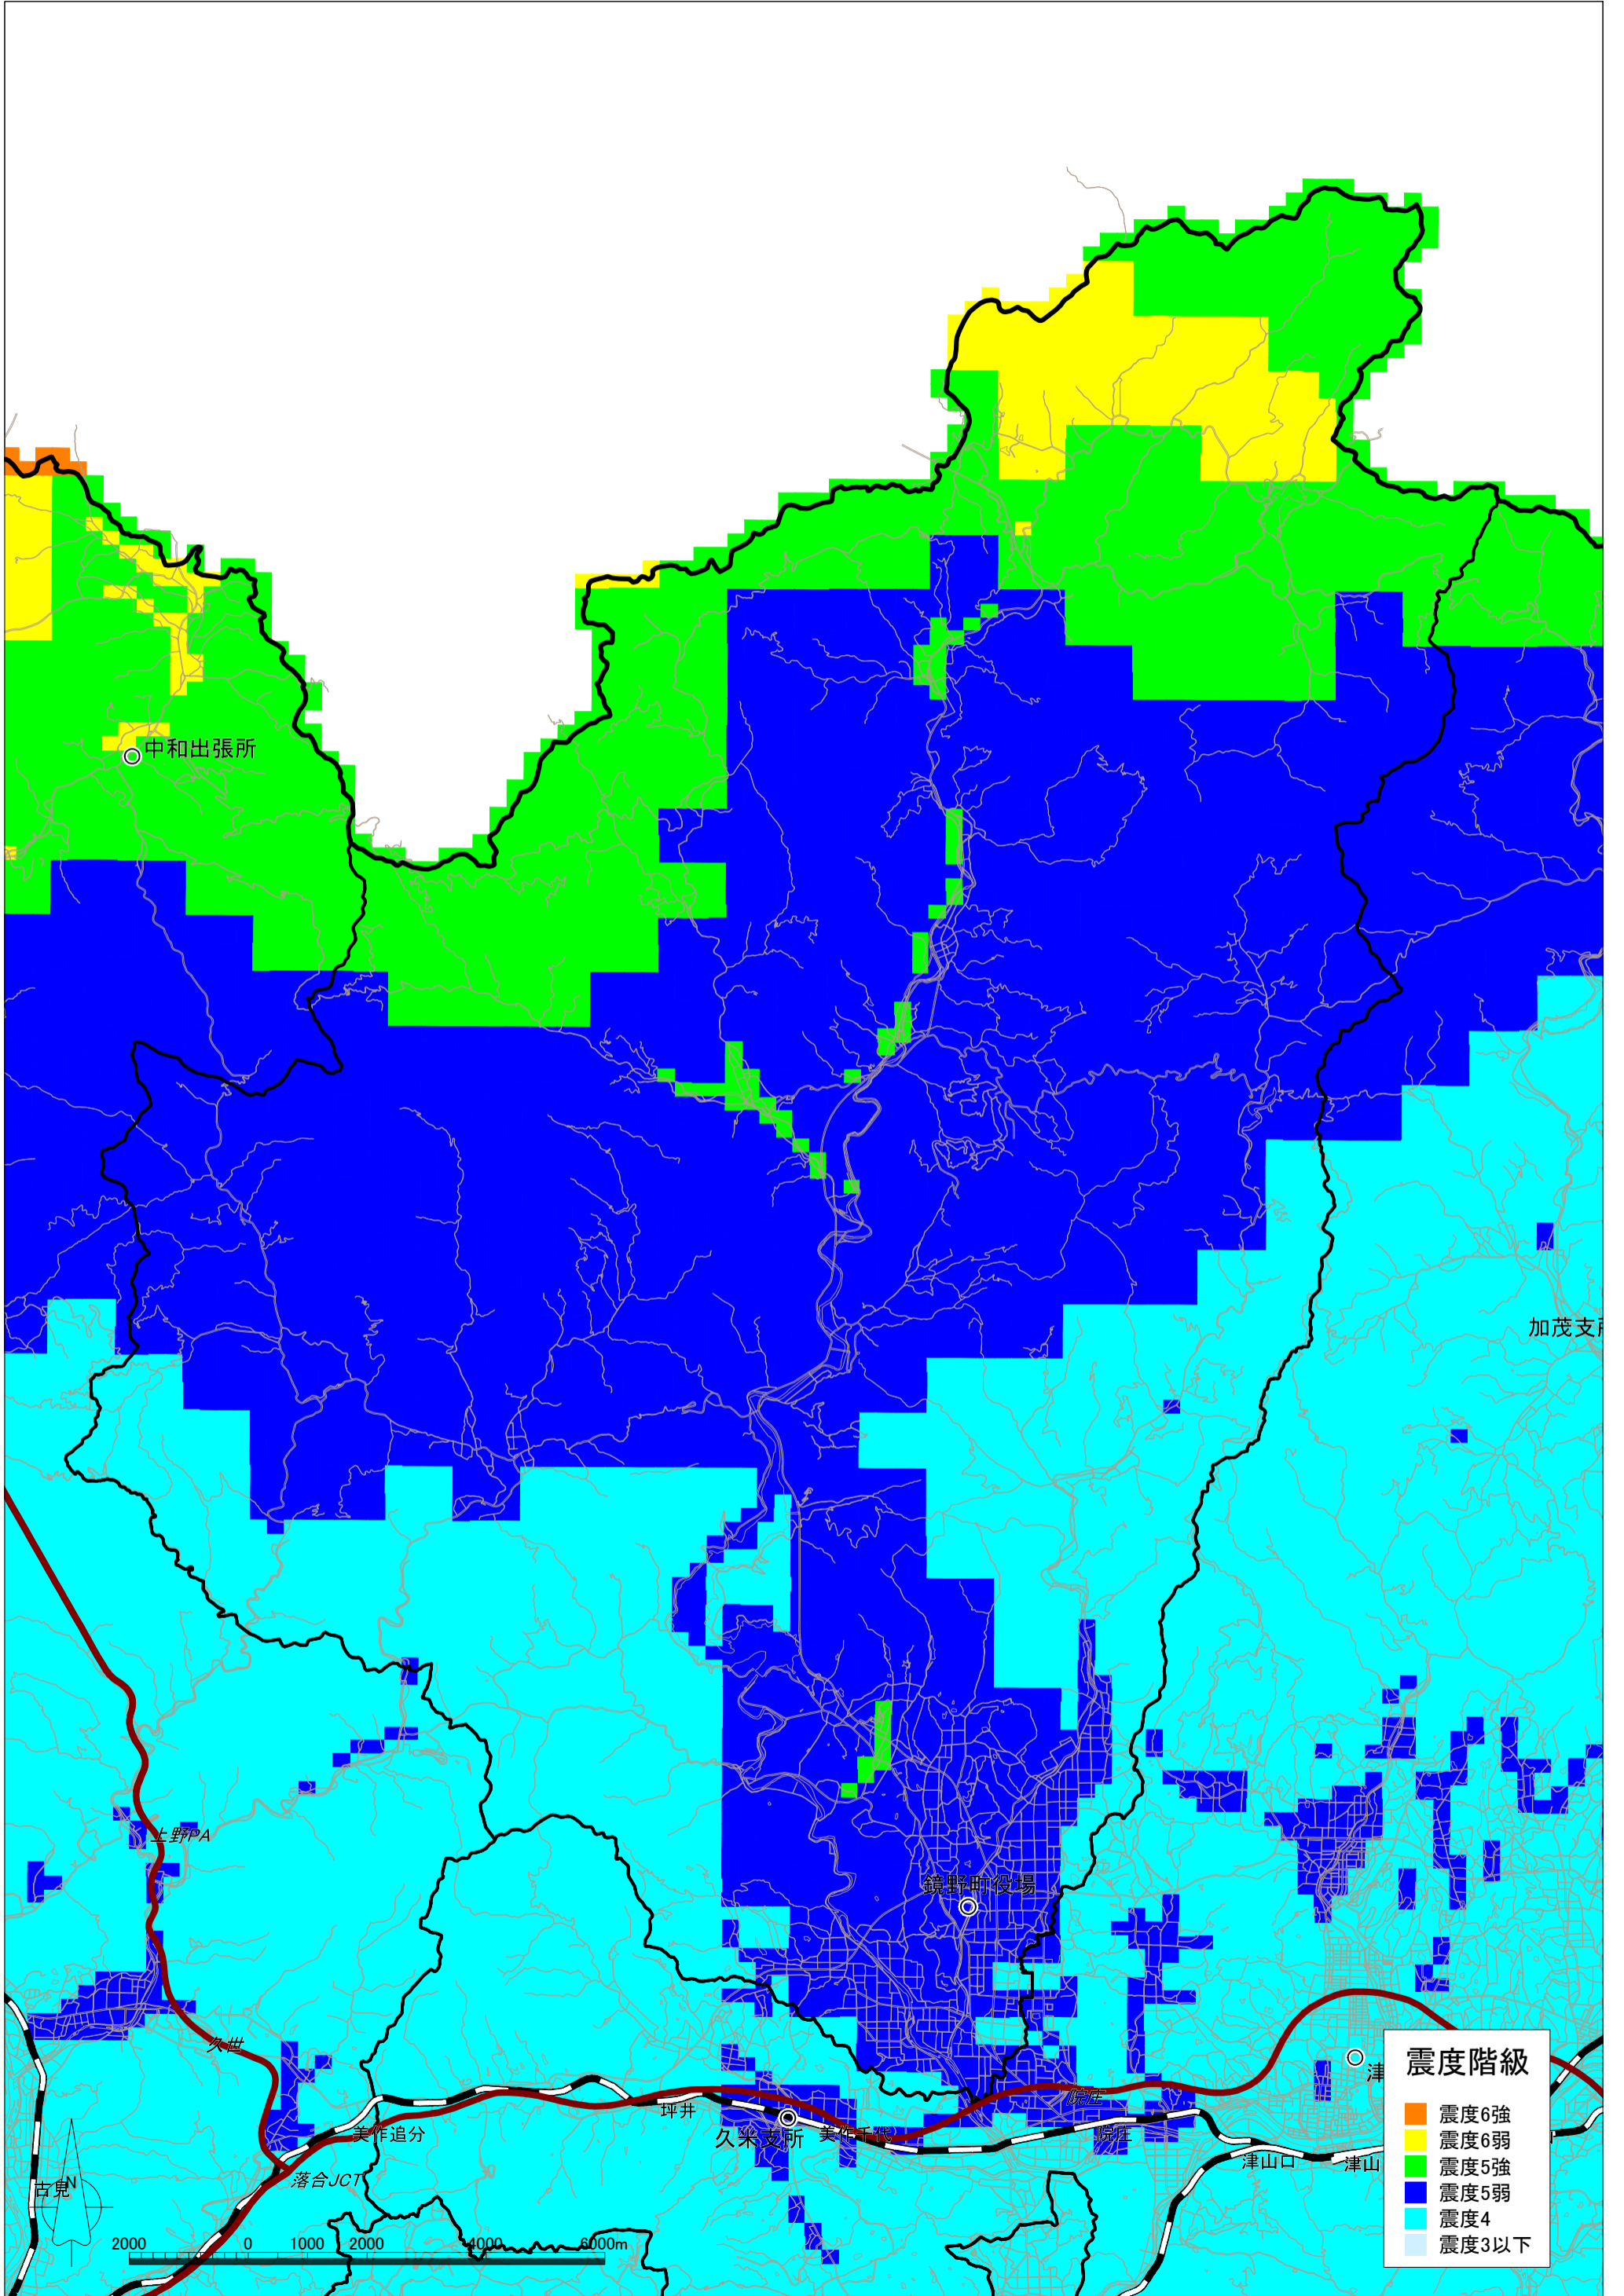 中和出張所
加茂支所
上野PA
鏡野町役場
久世
津
院庄
坪井
久米支所
美作千代
美作追分
院庄
津山口
津山
落合JCT
古見
N
2000 0 1000 2000 4000 6000m
震度階級
震度6強
震度6弱
震度5強
震度5弱
震度4
震度3以下